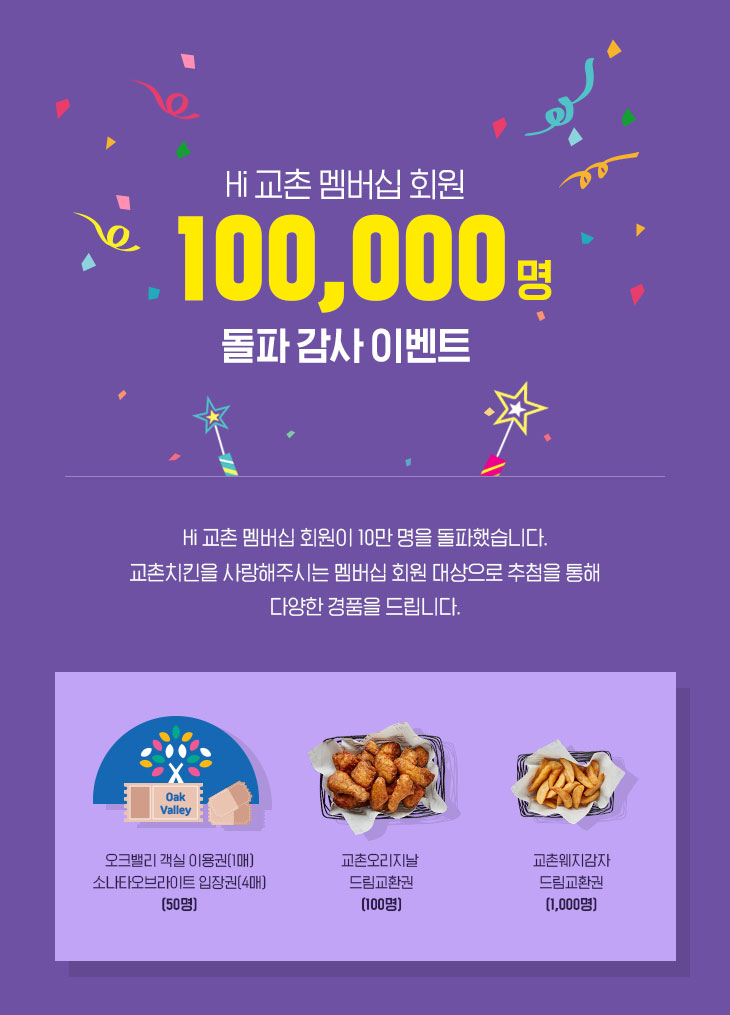 Hi 교촌 멤버십 회원
100,000 명
돌파 감사 이벤트
Hi 교촌 멤버십 회원이 10만 명을 돌파했습니다.
교촌치킨을 사랑해주시는 멤버십 회원 대상으로 추첨을 통해
다양한 경품을 드립니다.
Oak
Valley
오크밸리 객실 이용권(1매)
소나타오브라이트 입장권(4매)
(50명)
교촌오리지날
드림교환권
(100명)
교촌웨지감자
드림교환권
(1,000명)